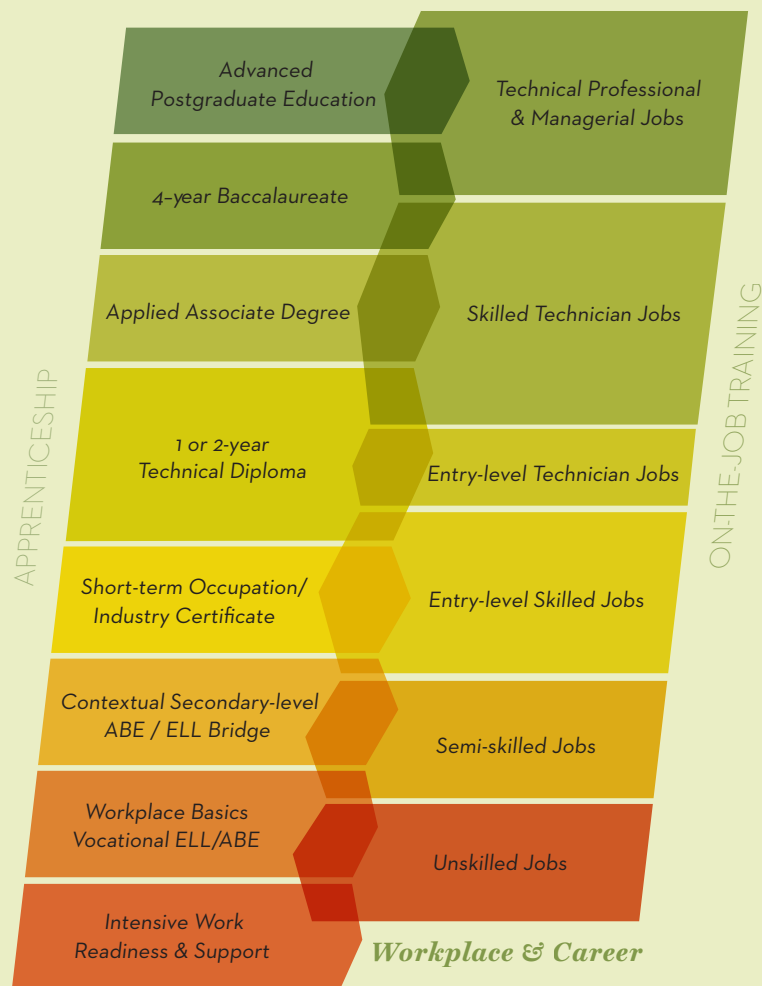 Advanced
Postgraduate Education
Technical Professional
& Managerial Jobs
4-year Baccalaureate
Applied Associate Degree
Skilled Technician Jobs
1 or 2-year
Technical Diploma
Entry-level Technician Jobs
Short-term Occupation/
Industry Certificate
Entry-level Skilled Jobs
Contextual Secondary-level
ABE / ELL Bridge
Semi-skilled Jobs
Workplace Basics
Vocational ELL/ABE
Unskilled Jobs
Intensive Work
Readiness & Support
Workplace & Career
APPRENTICESHIP
ON-THE-JOB TRAINING